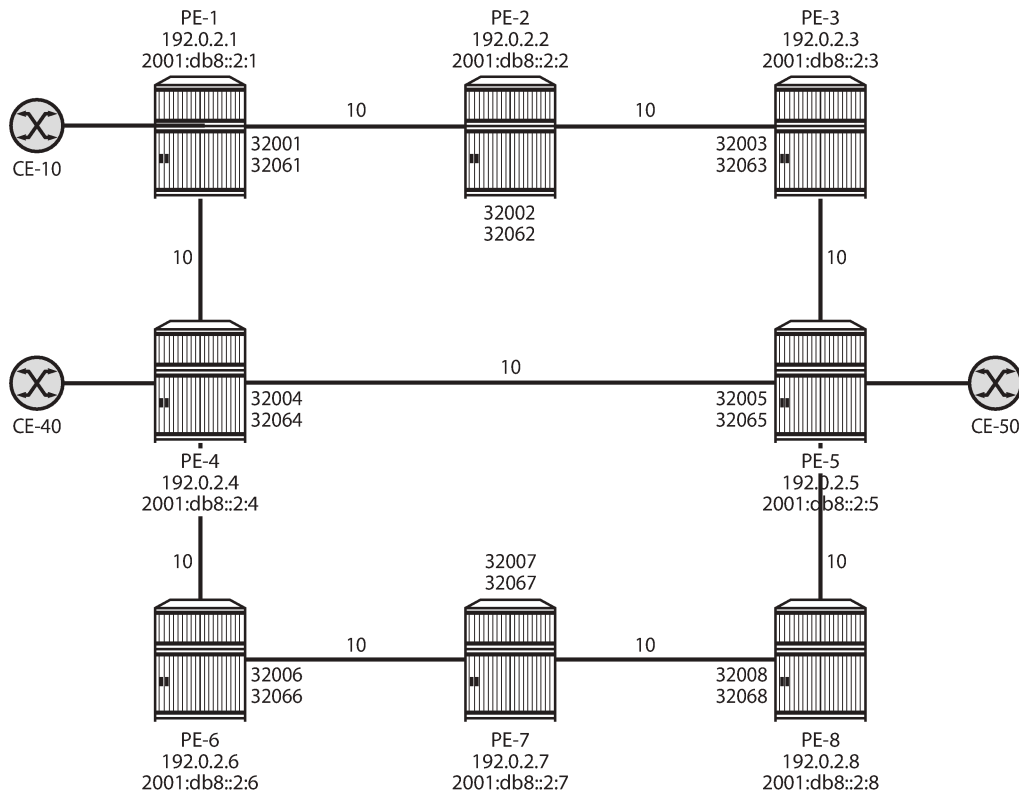 PE-1
192.0.2.1
2001:db8::2:1
PE-2
192.0.2.2
2001:db8::2:2
PE-3
192.0.2.3
2001:db8::2:3
CE-10
10
10
32001
32061
32003
32063
32002
32062
10
10
CE-40
10
32004
32064
32005
32065
CE-50
PE-4
192.0.2.4
2001:db8::2:4
PE-5
192.0.2.5
2001:db8::2:5
10
32007
32067
10
10
10
32006
32066
32008
32068
PE-6
192.0.2.6
2001:db8::2:6
PE-7
192.0.2.7
2001:db8::2:7
PE-8
192.0.2.8
2001:db8::2:8